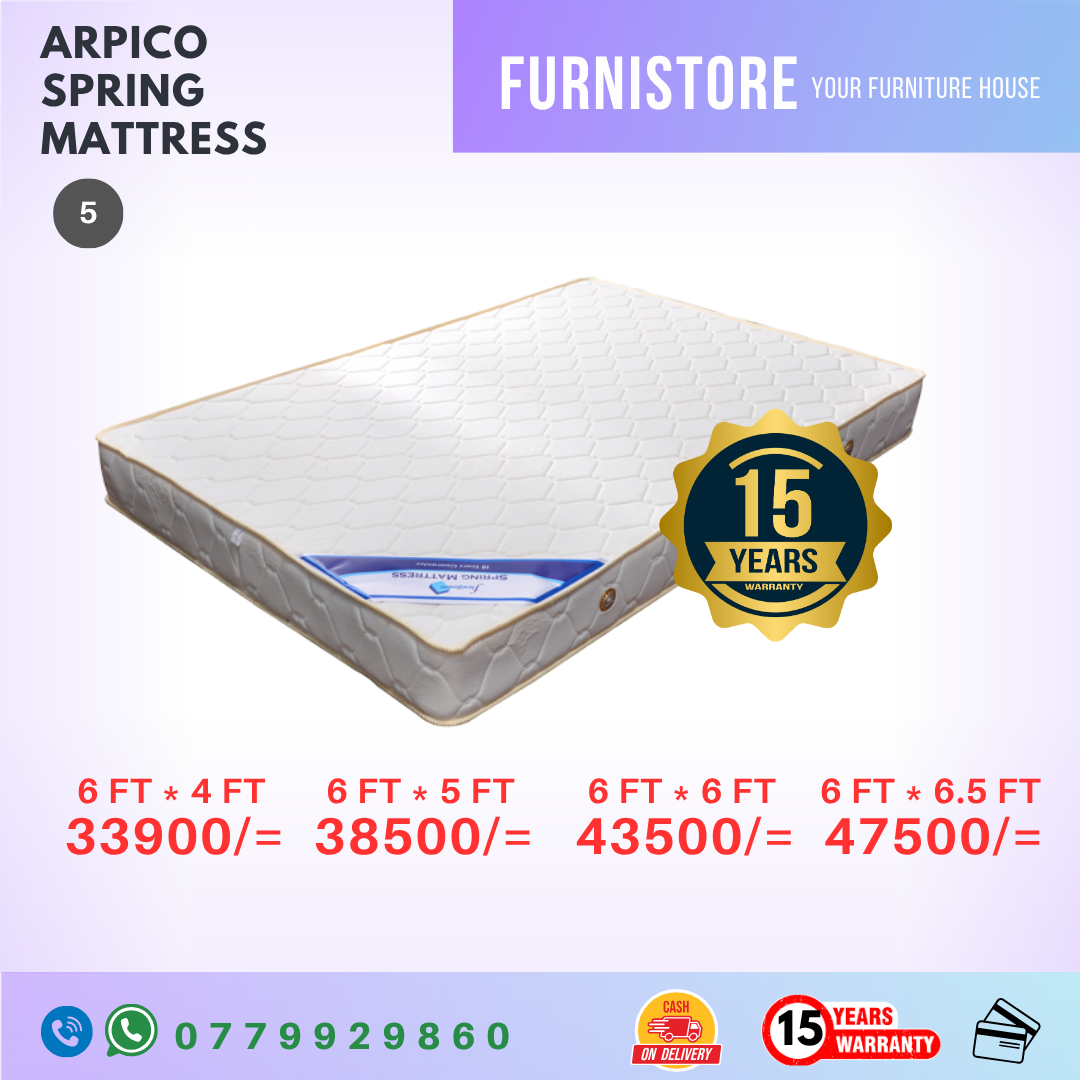 ARPICO
SPRING
MATTRESS
FURNISTORE YOUR FURNITURE HOUSE
5
15
YEARS
WARRANTY
SPRING MATTRESS
6 FT * 4 FT
33900/=
6 FT * 5 FT
38500/=
6 FT * 6 FT
43500/=
6 FT * 6.5 FT
47500/=
0779929860
CASH
ON DELIVERY
15 YEARS
WARRANTY